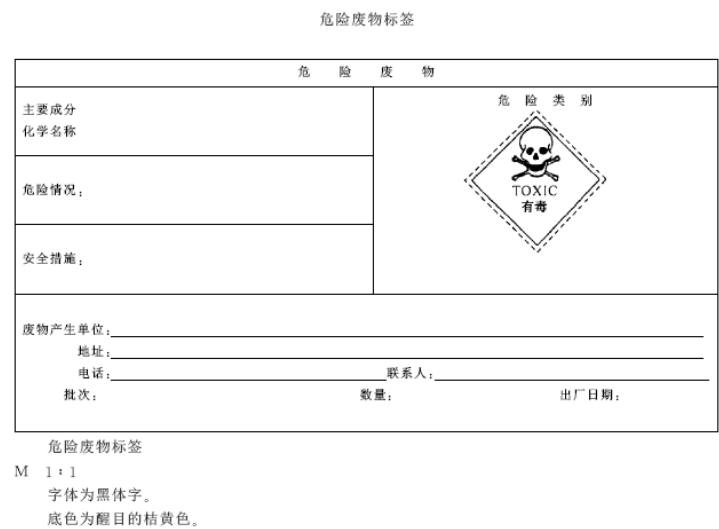 危险废物标签
危 险 废 物
主要成分
化学名称
危险类别
TOXIC
有毒
危险情况：
安全措施：
废物产生单位：
地址：
电话： 联系人：
批次： 数量： 出厂日期：
危险废物标签
M 1∶1
字体为黑体字。
底色为醒目的桔黄色。